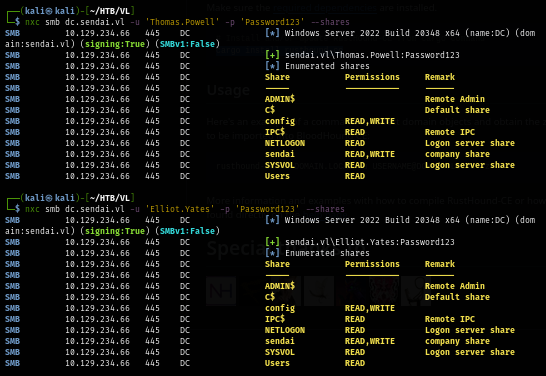 ┌──(kali㉿kali)-[~/HTB/VL]
└─$ nxc smb dc.sendai.vl -u 'Thomas.Powell' -p 'Password123' --shares
SMB 10.129.234.66 445 DC [*] Windows Server 2022 Build 20348 x64 (name:DC) (dom
ain:sendai.vl) (signing:True) (SMBv1:False)
SMB 10.129.234.66 445 DC [+] sendai.vl\Thomas.Powell:Password123
SMB 10.129.234.66 445 DC [*] Enumerated shares
SMB 10.129.234.66 445 DC Share Permissions Remark
SMB 10.129.234.66 445 DC ----- ----------- ------
SMB 10.129.234.66 445 DC ADMIN$ Remote Admin
SMB 10.129.234.66 445 DC C$ Default share
SMB 10.129.234.66 445 DC config READ,WRITE
SMB 10.129.234.66 445 DC IPC$ READ Remote IPC
SMB 10.129.234.66 445 DC NETLOGON READ Logon server share
SMB 10.129.234.66 445 DC sendai READ,WRITE company share
SMB 10.129.234.66 445 DC SYSVOL READ Logon server share
SMB 10.129.234.66 445 DC Users READ
┌──(kali㉿kali)-[~/HTB/VL]
└─$ nxc smb dc.sendai.vl -u 'Elliot.Yates' -p 'Password123' --shares
SMB 10.129.234.66 445 DC [*] Windows Server 2022 Build 20348 x64 (name:DC) (dom
ain:sendai.vl) (signing:True) (SMBv1:False)
SMB 10.129.234.66 445 DC [+] sendai.vl\Elliot.Yates:Password123
SMB 10.129.234.66 445 DC [*] Enumerated shares
SMB 10.129.234.66 445 DC Share Permissions Remark
SMB 10.129.234.66 445 DC ----- ----------- ------
SMB 10.129.234.66 445 DC ADMIN$ Remote Admin
SMB 10.129.234.66 445 DC C$ Default share
SMB 10.129.234.66 445 DC config READ,WRITE
SMB 10.129.234.66 445 DC IPC$ READ Remote IPC
SMB 10.129.234.66 445 DC NETLOGON READ Logon server share
SMB 10.129.234.66 445 DC sendai READ,WRITE company share
SMB 10.129.234.66 445 DC SYSVOL READ Logon server share
SMB 10.129.234.66 445 DC Users READ
Usage